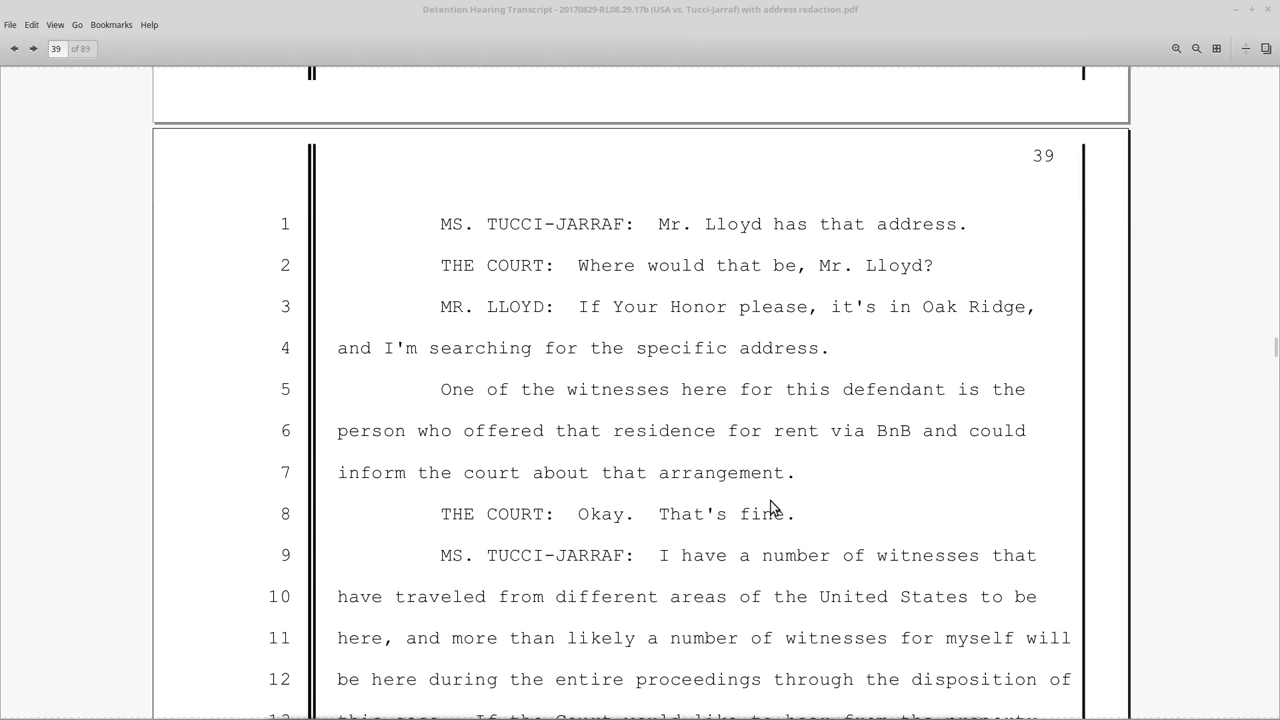 Detention Hearing Transcript - 20170829-RL08.29.17b (USA vs. Tucci-Jarraf) with address redaction.pdf
File Edit View Go Bookmarks Help
39 of 89
39
1 MS. TUCCI-JARRAF: Mr. Lloyd has that address.
2 THE COURT: Where would that be, Mr. Lloyd?
3 MR. LLOYD: If Your Honor please, it's in Oak Ridge,
4 and I'm searching for the specific address.
5 One of the witnesses here for this defendant is the
6 person who offered that residence for rent via BnB and could
7 inform the court about that arrangement.
8 THE COURT: Okay. That's fine.
9 MS. TUCCI-JARRAF: I have a number of witnesses that
10 have traveled from different areas of the United States to be
11 here, and more than likely a number of witnesses for myself will
12 be here during the entire proceedings through the disposition of